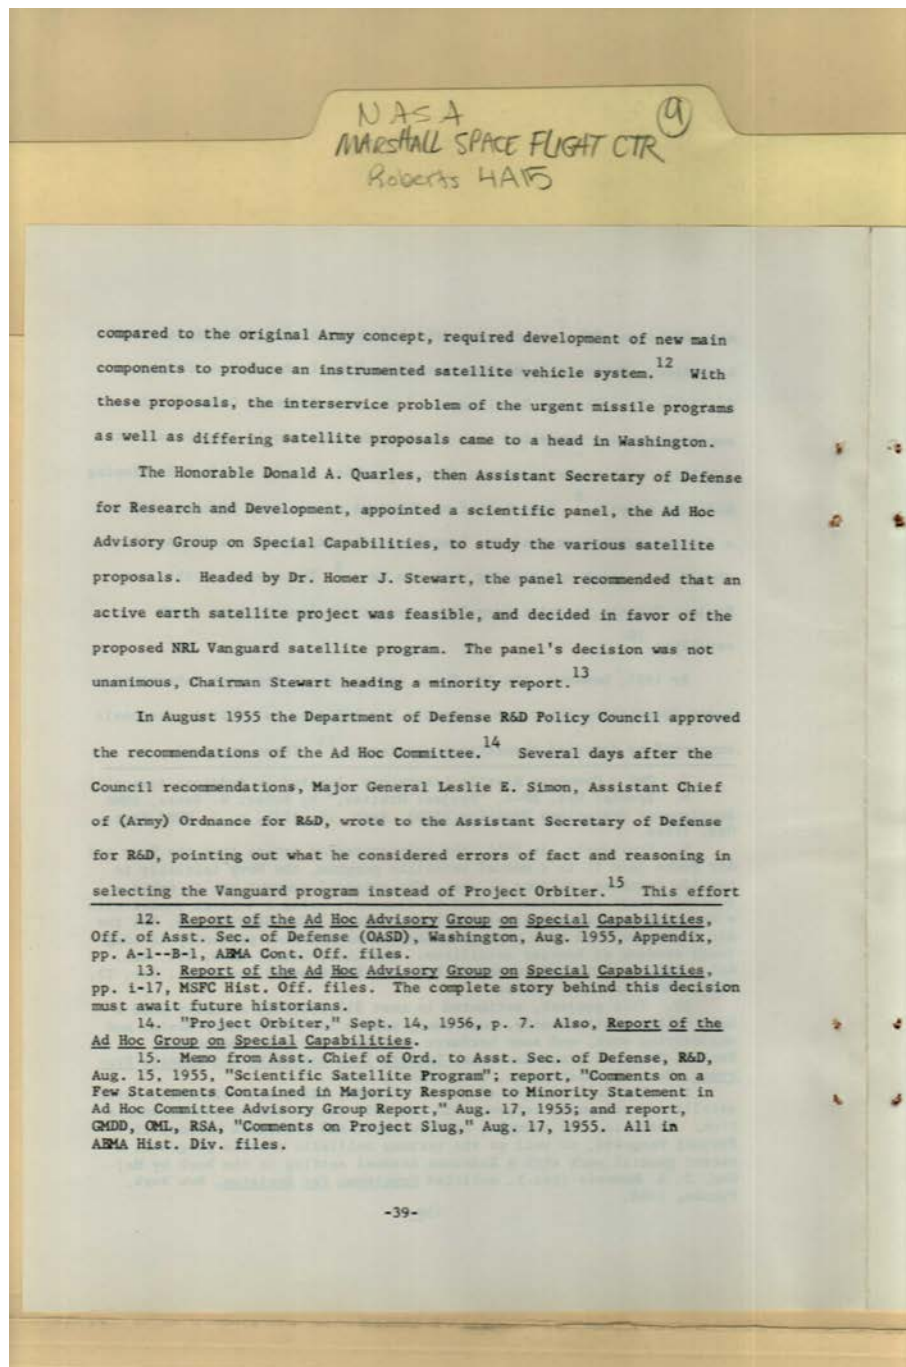 NASA
9
MARSHALL SPACE FLIGHT CTR
Roberts 4A15
compared to the original Army concept, required development of new main
components to produce an instrumented satellite vehicle system.12 With
these proposals, the interservice problem of the urgent missile programs
as well as differing satellite proposals came to a head in Washington.
The Honorable Donald A. Quarles, then Assistant Secretary of Defense
for Research and Development, appointed a scientific panel, the Ad Hoc
Advisory Group on Special Capabilities, to study the various satellite
proposals. Headed by Dr. Homer J. Stewart, the panel recommended that an
active earth satellite project was feasible, and decided in favor of the
proposed NRL Vanguard satellite program. The panel's decision was not
unanimous, Chairman Stewart heading a minority report.13
In August 1955 the Department of Defense R&D Policy Council approved
the recommendations of the Ad Hoc Committee.14 Several days after the
Council recommendations, Major General Leslie E. Simon, Assistant Chief
of (Army) Ordnance for R&D, wrote to the Assistant Secretary of Defense
for R&D, pointing out what he considered errors of fact and reasoning in
selecting the Vanguard program instead of Project Orbiter.15 This effort
12. Report of the Ad Hoc Advisory Group on Special Capabilities,
Off. of Asst. Sec. of Defense (OASD), Washington, Aug. 1955, Appendix,
pp. A-1--B-1, ABMA Cont. Off. files.
13. Report of the Ad Hoc Advisory Group on Special Capabilities,
pp. i-17, MSFC Hist. Off. files. The complete story behind this decision
must await future historians.
14. "Project Orbiter," Sept. 14, 1956, p. 7. Also, Report of the
Ad Hoc Group on Special Capabilities.
15. Memo from Asst. Chief of Ord. to Asst. Sec. of Defense, R&D,
Aug. 15, 1955, "Scientific Satellite Program"; report, "Comments on a
Few Statements Contained in Majority Response to Minority Statement in
Ad Hoc Committee Advisory Group Report," Aug. 17, 1955; and report,
GMDD, OML, RSA, "Comments on Project Slug," Aug. 17, 1955. All in
ABMA Hist. Div. files.
-39-